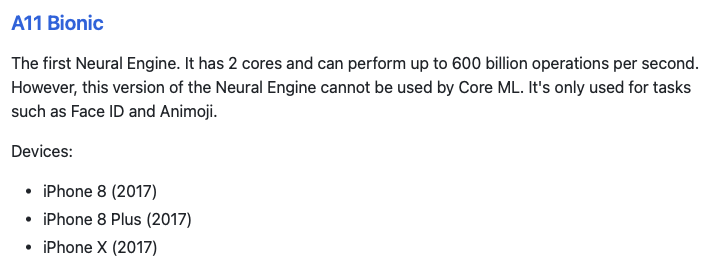 A11 Bionic
The first Neural Engine. It has 2 cores and can perform up to 600 billion operations per second.
However, this version of the Neural Engine cannot be used by Core ML. It's only used for tasks
such as Face ID and Animoji.
Devices:
• iPhone 8 (2017)
• iPhone 8 Plus (2017)
• iPhone X (2017)